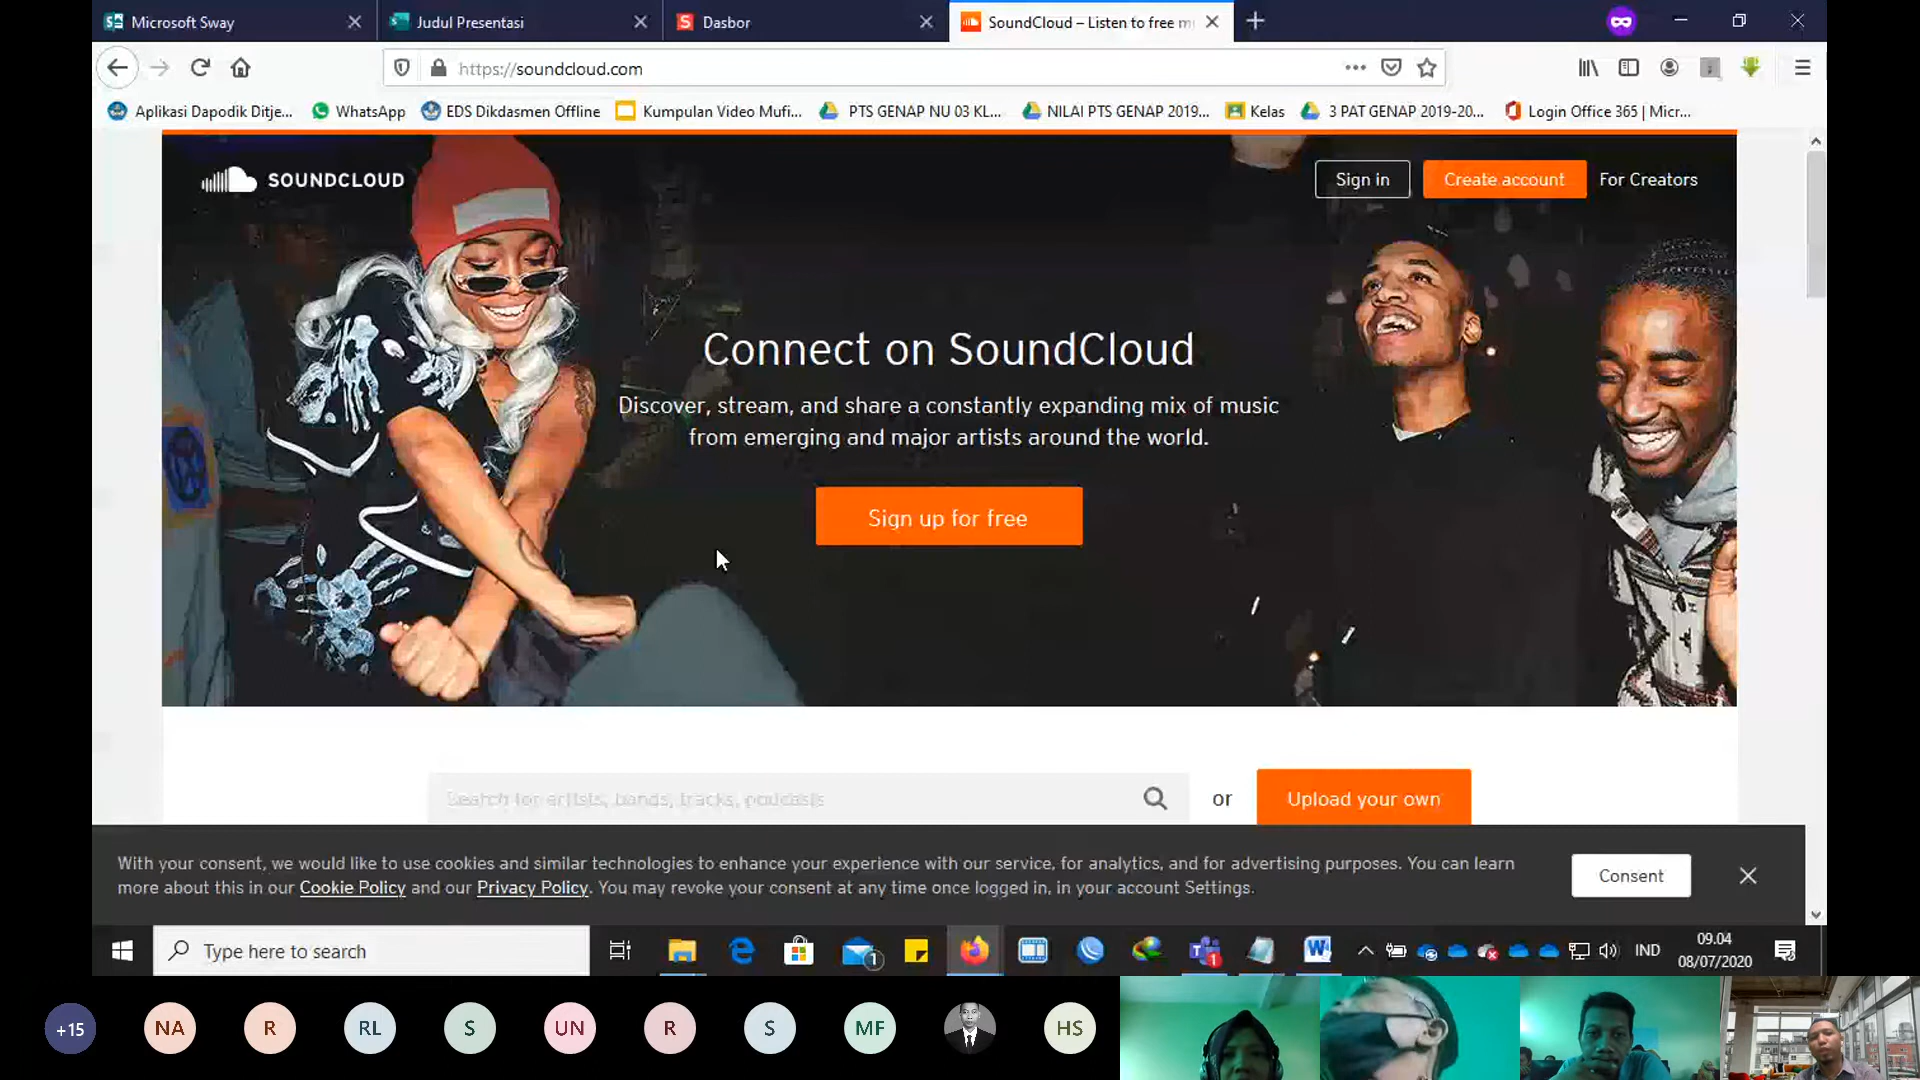 Microsoft Sway
Judul Presentasi
Dasbor
SoundCloud – Listen to free m
https://soundcloud.com
Aplikasi Dapodik Ditje...
WhatsApp
EDS Dikdasmen Offline
Kumpulan Video Mufi...
PTS GENAP NU 03 KL...
NILAI PTS GENAP 2019...
Kelas
3 PAT GENAP 2019-20...
Login Office 365 | Micr...
SOUNDCLOUD
Sign in
Create account
For Creators
Connect on SoundCloud
Discover, stream, and share a constantly expanding mix of music
from emerging and major artists around the world.
Sign up for free
Search for artists, bands, tracks, podcasts
or
Upload your own
With your consent, we would like to use cookies and similar technologies to enhance your experience with our service, for analytics, and for advertising purposes. You can learn
more about this in our Cookie Policy and our Privacy Policy. You may revoke your consent at any time once logged in, in your account Settings.
Consent
Type here to search
1
1
IND
09.04
08/07/2020
+15
NA
R
RL
S
UN
R
S
MF
HS